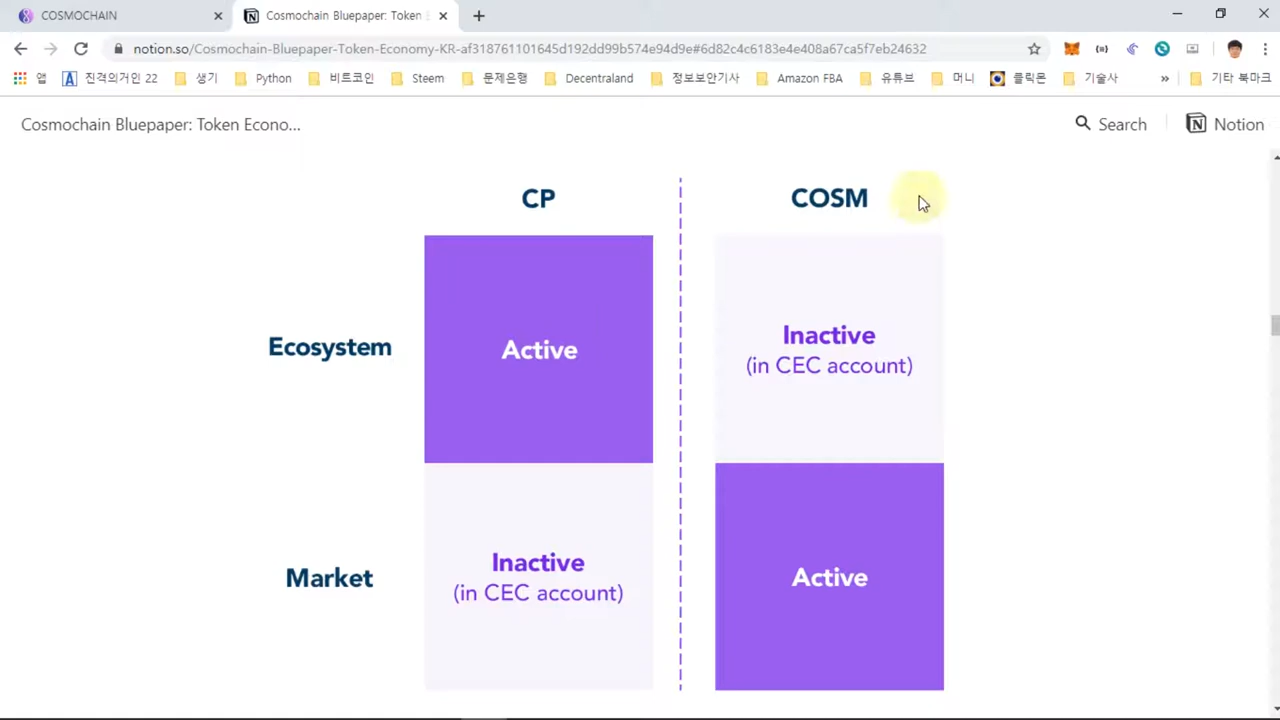 COSMOCHAIN
Cosmochain Bluepaper: Token
notion.so/Cosmochain-Bluepaper-Token-Economy-KR-af318761101645d192dd99b574e94d9e#6d82c4c6183e4e408a67ca5f7eb24632
앱 진격의거인 22 생기 Python 비트코인 Steem 문제은행 Decentraland 정보보안기사 Amazon FBA 유튜브 머니 클릭몬 기술사 » 기타 북마크
Cosmochain Bluepaper: Token Econo... Search Notion
CP COSM
Ecosystem Active Inactive
(in CEC account)
Market Inactive Active
(in CEC account)